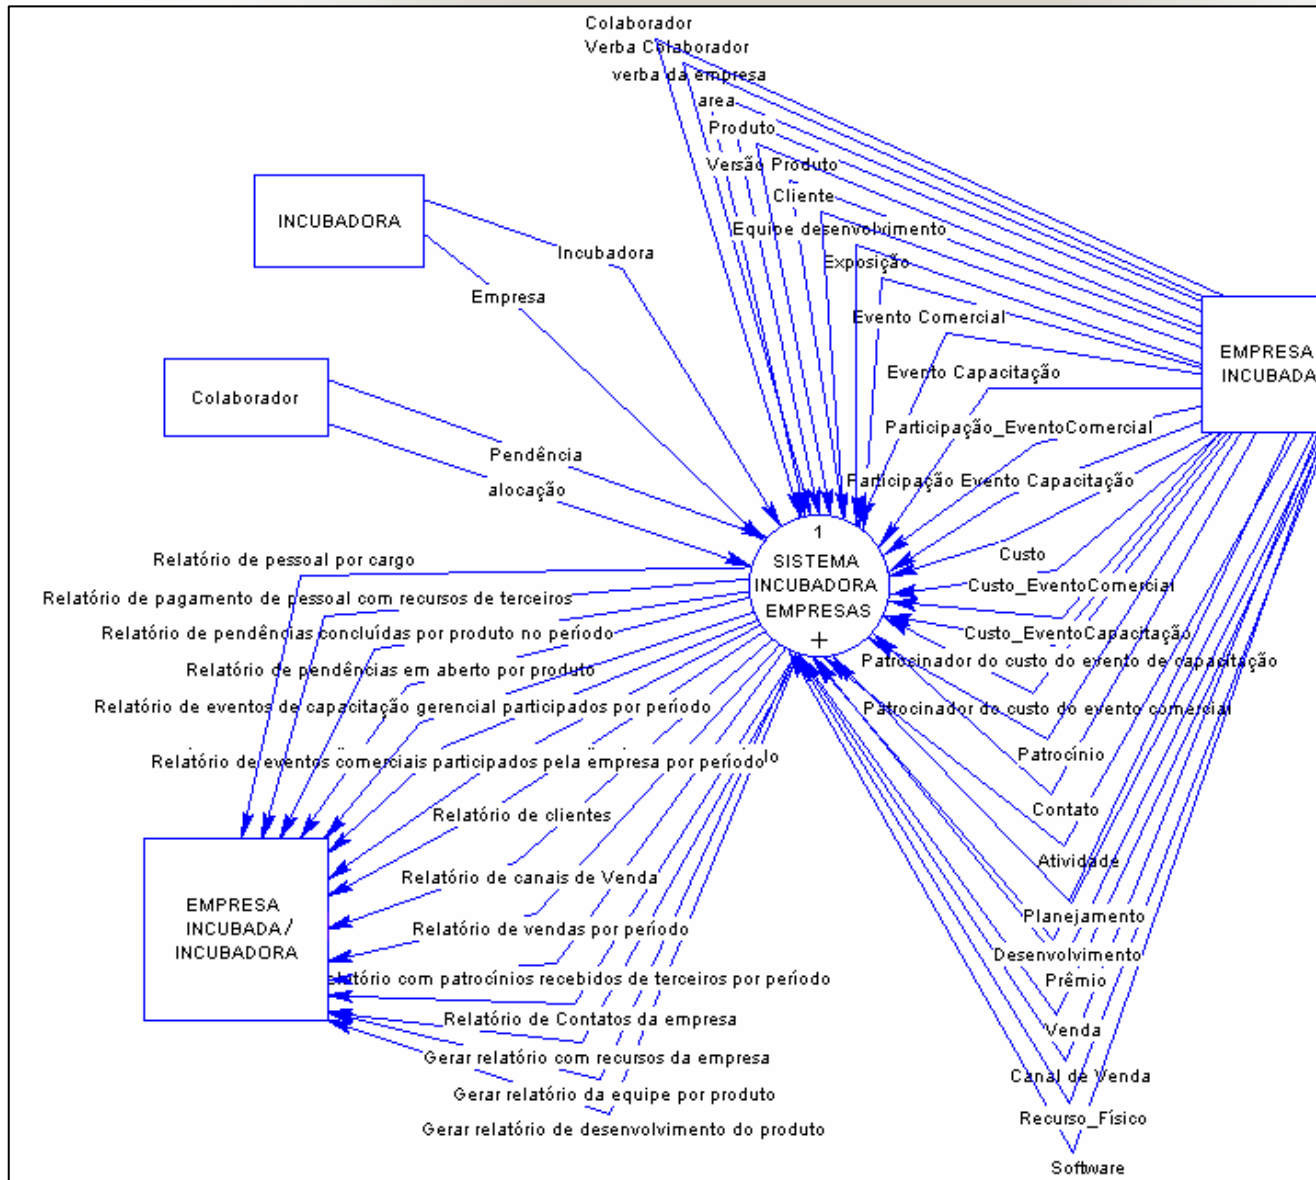 Colaborador
Verba Colaborador
verba da empresa
area
Produto
Versão Produto
Cliente
Equipe desenvolvimento
Exposição
INCUBADORA
Incubadora
Empresa
Evento Comercial
EMPRESA
INCUBADA
Evento Capacitação
Colaborador
Participação_EventoComercial
Pendência
alocação
Participação Evento Capacitação
1
SISTEMA
INCUBADORA
EMPRESAS
+
Custo
Custo_EventoComercial
Custo_EventoCapacitação
Patrocinador do custo do evento de capacitação
Patrocinador do custo do evento comercial
Patrocínio
Contato
Atividade
Planejamento
Desenvolvimento
Prêmio
Venda
Canal de Venda
Recurso_Físico
Software
Relatório de pessoal por cargo
Relatório de pagamento de pessoal com recursos de terceiros
Relatório de pendências concluídas por produto no período
Relatório de pendências em aberto por produto
Relatório de eventos de capacitação gerencial participados por período
Relatório de eventos comerciais participados pela empresa por período
Relatório de clientes
Relatório de canais de Venda
Relatório de vendas por período
com patrocínios recebidos de terceiros por período
Relatório de Contatos da empresa
Gerar relatório com recursos da empresa
Gerar relatório da equipe por produto
Gerar relatório de desenvolvimento do produto
EMPRESA
INCUBADA/
INCUBADORA